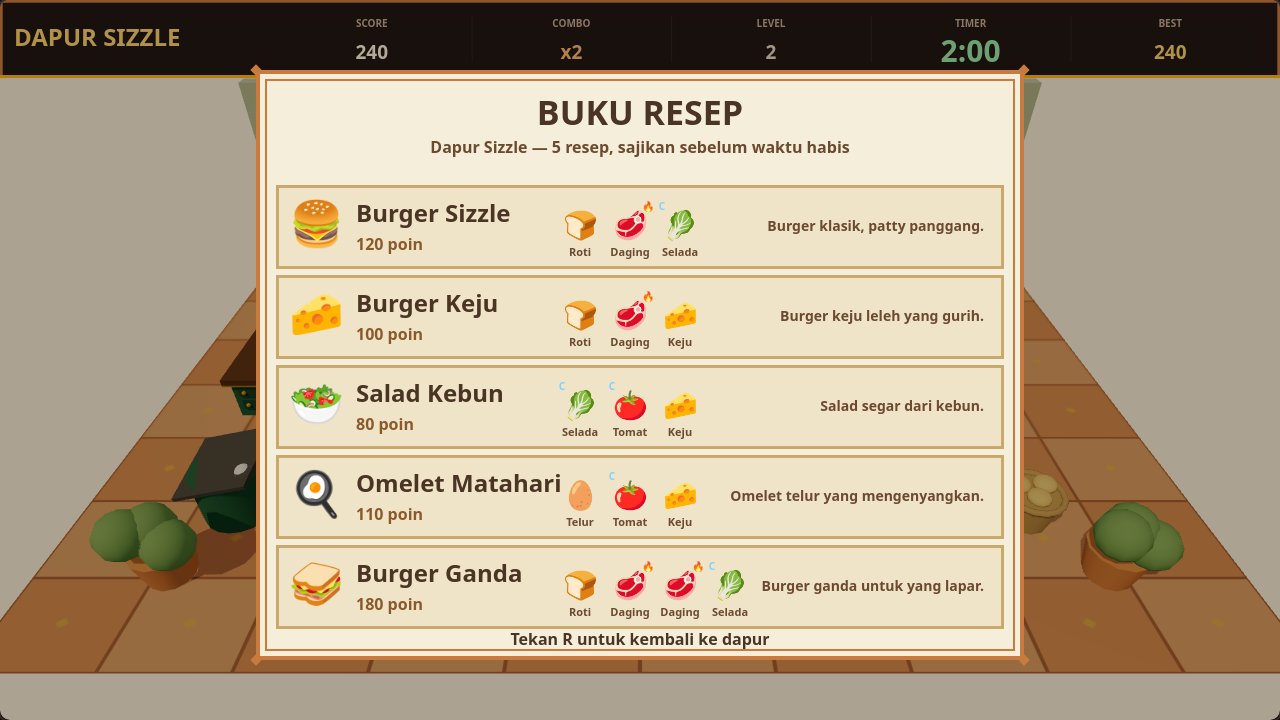 DAPUR SIZZLE
SCORE
240
COMBO
x2
LEVEL
2
TIMER
2:00
BEST
240
BUKU RESEP
Dapur Sizzle — 5 resep, sajikan sebelum waktu habis
Burger Sizzle
120 poin
C
Roti Daging Selada
Burger klasik, patty panggang.
Burger Keju
100 poin
Roti Daging Keju
Burger keju leleh yang gurih.
Salad Kebun
80 poin
C C
Selada Tomat Keju
Salad segar dari kebun.
Omelet Matahari
110 poin
C
Telur Tomat Keju
Omelet telur yang mengenyangkan.
Burger Ganda
180 poin
C
Roti Daging Daging Selada
Burger ganda untuk yang lapar.
Tekan R untuk kembali ke dapur